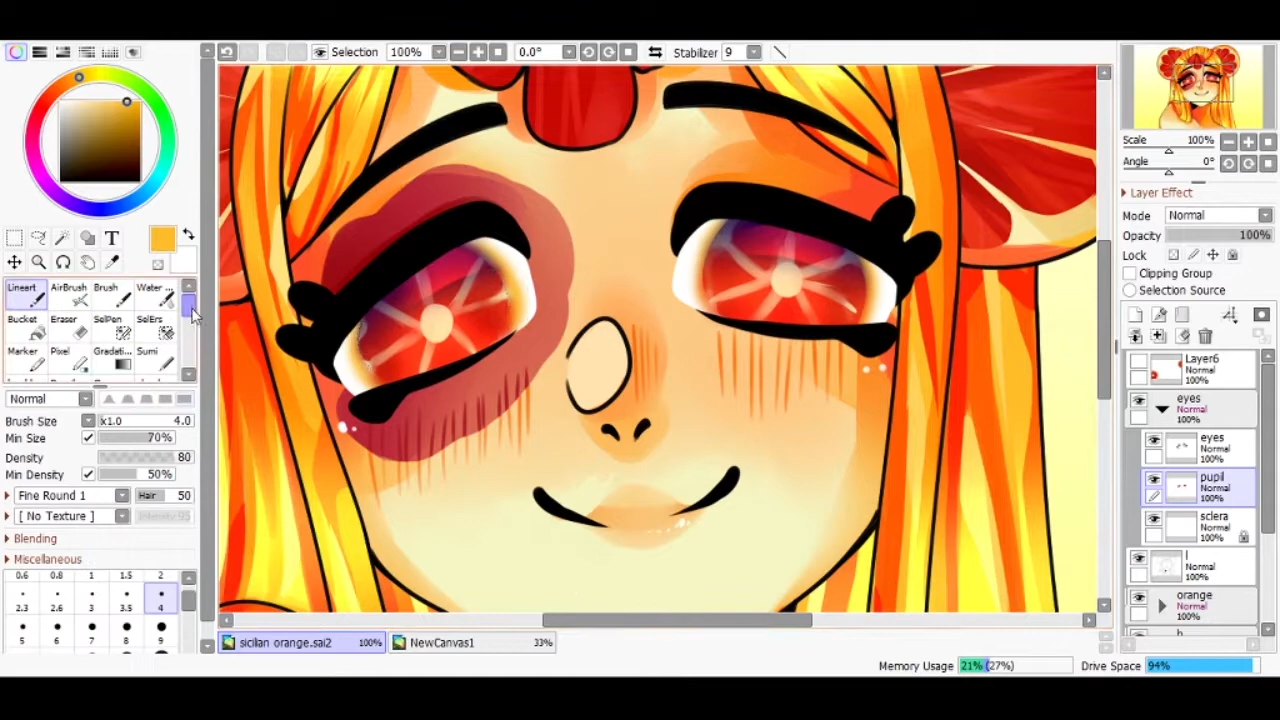 Selection 100% 0.0° Stabilizer 9
T
Lineart AirBrush Brush Water ...
Bucket Eraser SelPen SelErs
Marker Pixel Gradati... Sumi
Normal
Brush Size x1.0 4.0
Min Size 70%
Density 80
Min Density 50%
Fine Round 1 Hair 50
[ No Texture ] Intensity 95
Blending
Miscellaneous
0.6 0.8 1 1.5 2
2.3 2.6 3 3.5 4
5 6 7 8 9
sicilian orange.sai2 100% NewCanvas1 33%
Scale 100%
Angle 0°
Layer Effect
Mode Normal
Opacity 100%
Lock
Clipping Group
Selection Source
Layer6
Normal
100%
eyes
Normal
100%
eyes
Normal
100%
pupil
Normal
100%
sclera
Normal
100%
l
Normal
100%
orange
Normal
100%
Memory Usage 21% (27%) Drive Space 94%